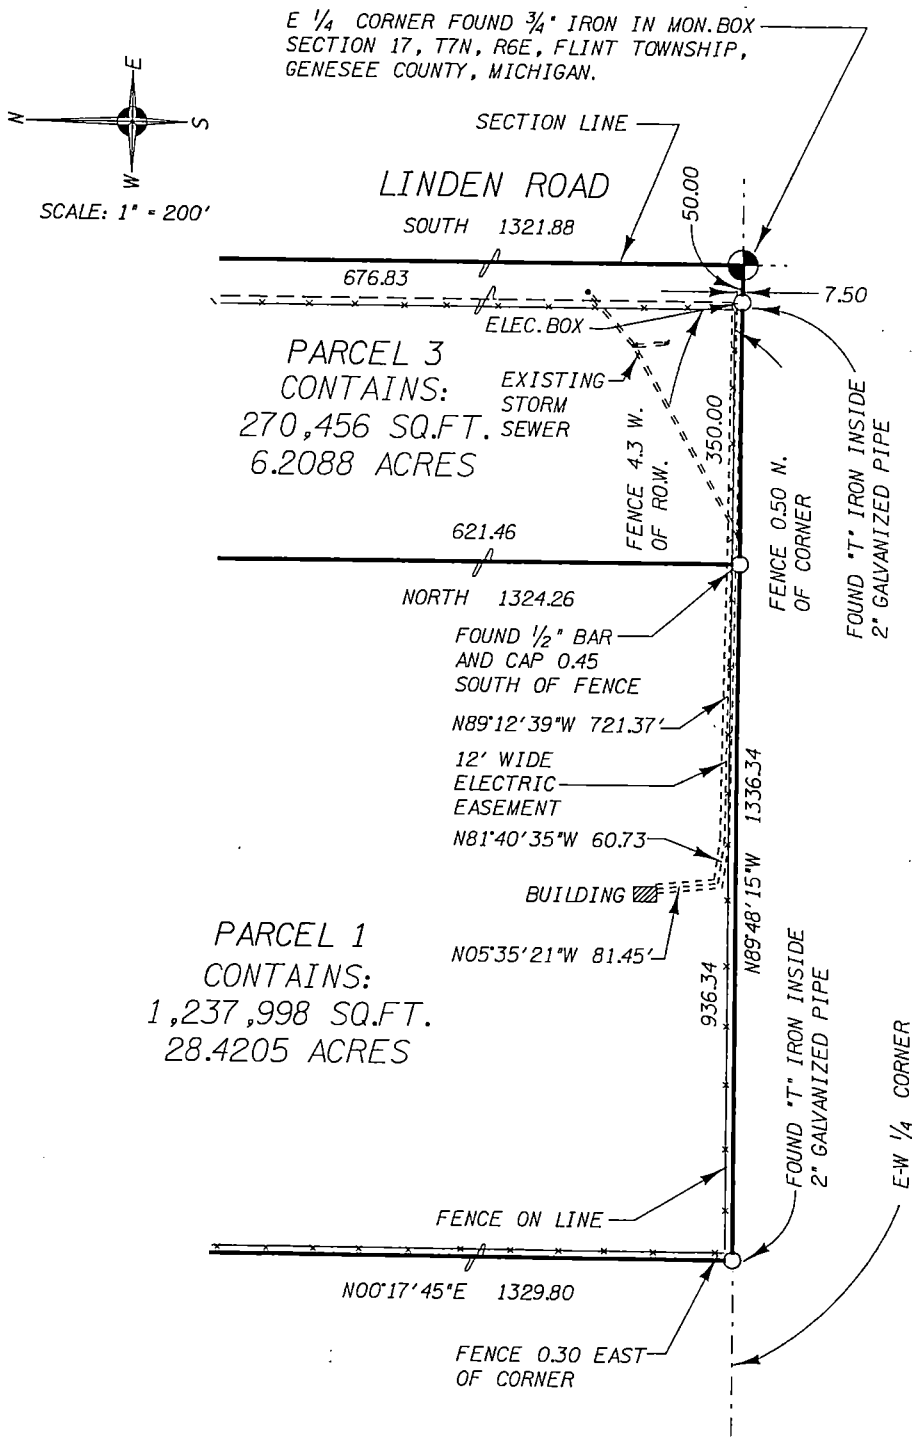 E 1/4 CORNER FOUND 3/4" IRON IN MON.BOX
SECTION 17, T7N, R6E, FLINT TOWNSHIP,
GENESEE COUNTY, MICHIGAN.
E
N
S
W
SCALE: 1" = 200'
SECTION LINE
LINDEN ROAD
SOUTH 1321.88
50.00
676.83
7.50
ELEC.BOX
PARCEL 3
CONTAINS:
270,456 SQ.FT.
6.2088 ACRES
EXISTING
STORM
SEWER
FENCE 4.3 W.
OF R.O.W.
350.00
FENCE 0.50 N.
OF CORNER
FOUND "T" IRON INSIDE
2" GALVANIZED PIPE
621.46
NORTH 1324.26
FOUND 1/2" BAR
AND CAP 0.45
SOUTH OF FENCE
N89°12'39"W 721.37'
12' WIDE
ELECTRIC
EASEMENT
N81°40'35"W 60.73
BUILDING
N05°35'21"W 81.45'
N89°48'15"W 1336.34
936.34
PARCEL 1
CONTAINS:
1,237,998 SQ.FT.
28.4205 ACRES
FOUND "T" IRON INSIDE
2" GALVANIZED PIPE
E-W 1/4 CORNER
FENCE ON LINE
N00°17'45"E 1329.80
FENCE 0.30 EAST
OF CORNER